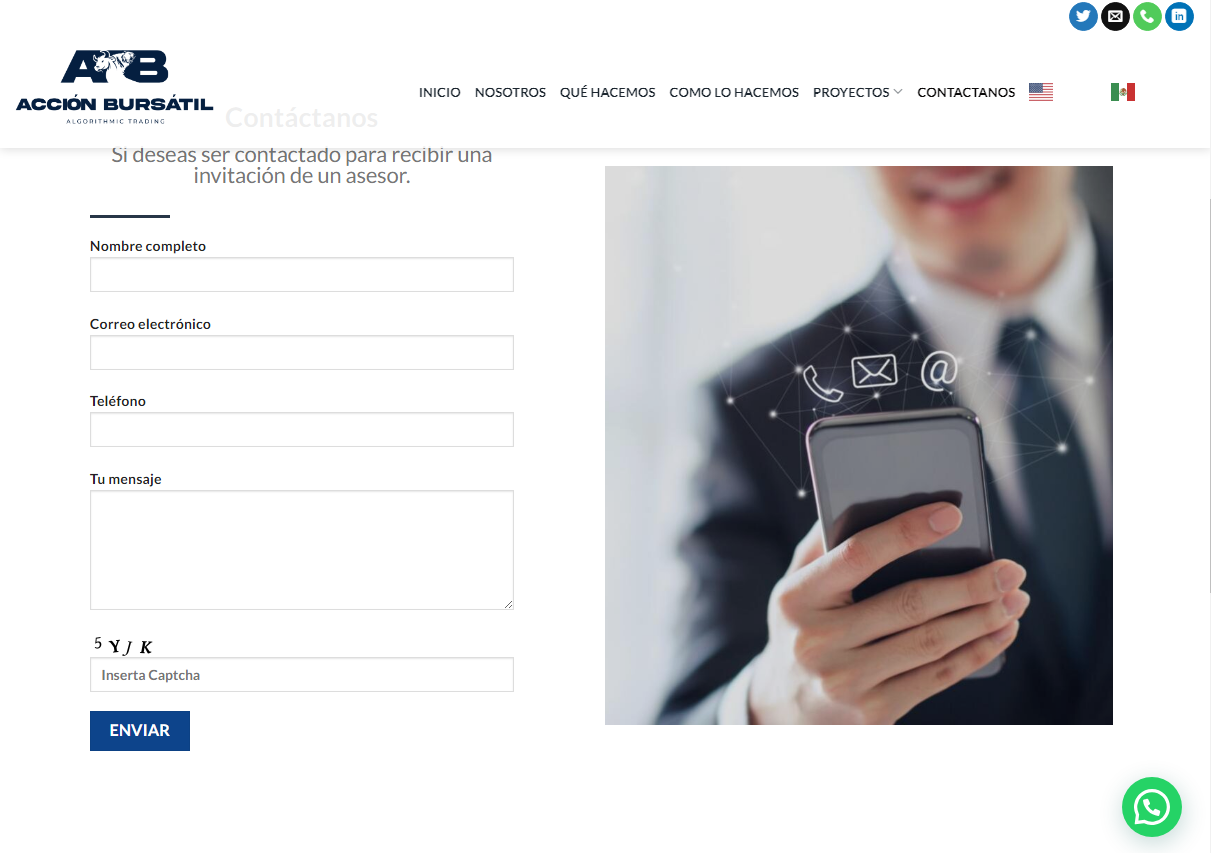 AB
ACCIÓN BURSÁTIL
ALGORITHMIC TRADING
INICIO NOSOTROS QUÉ HACEMOS COMO LO HACEMOS PROYECTOS CONTACTANOS
Contáctanos
Si deseas ser contactado para recibir una
invitación de un asesor.
Nombre completo
Correo electrónico
Teléfono
Tu mensaje
5 Y J K
Inserta Captcha
ENVIAR
@